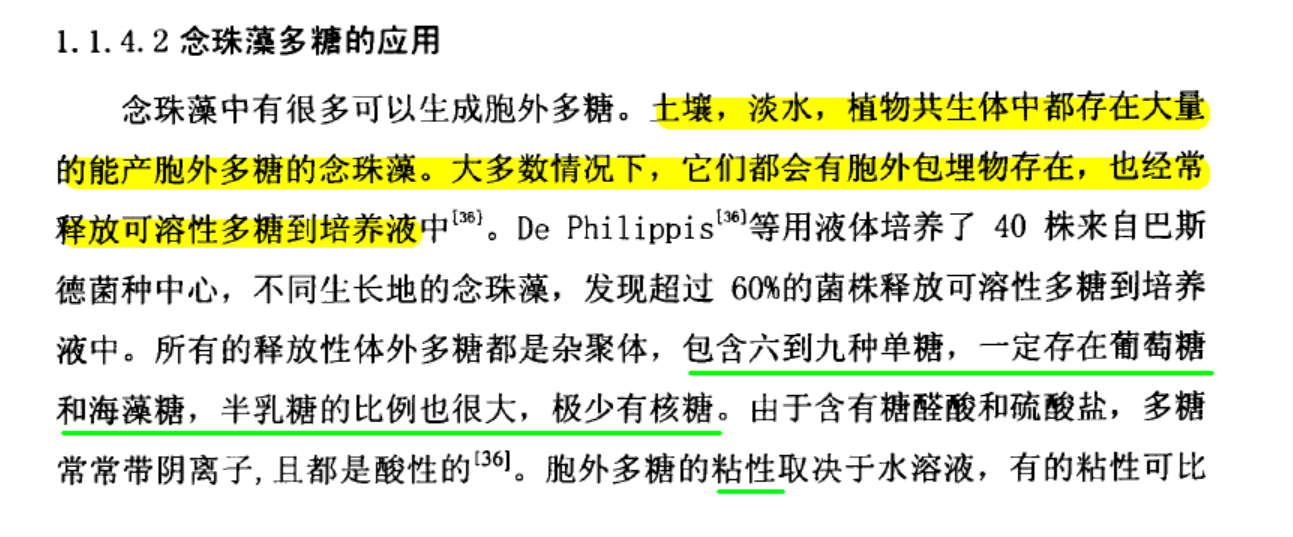 1.1.4.2 念珠藻多糖的应用
念珠藻中有很多可以生成胞外多糖。土壤，淡水，植物共生体中都存在大量
的能产胞外多糖的念珠藻。大多数情况下，它们都会有胞外包埋物存在，也经常
释放可溶性多糖到培养液中[36]。De Philippis[36]等用液体培养了 40 株来自巴斯
德菌种中心，不同生长地的念珠藻，发现超过 60%的菌株释放可溶性多糖到培养
液中。所有的释放性体外多糖都是杂聚体，包含六到九种单糖，一定存在葡萄糖
和海藻糖，半乳糖的比例也很大，极少有核糖。由于含有糖醛酸和硫酸盐，多糖
常常带阴离子,且都是酸性的[36]。胞外多糖的粘性取决于水溶液，有的粘性可比